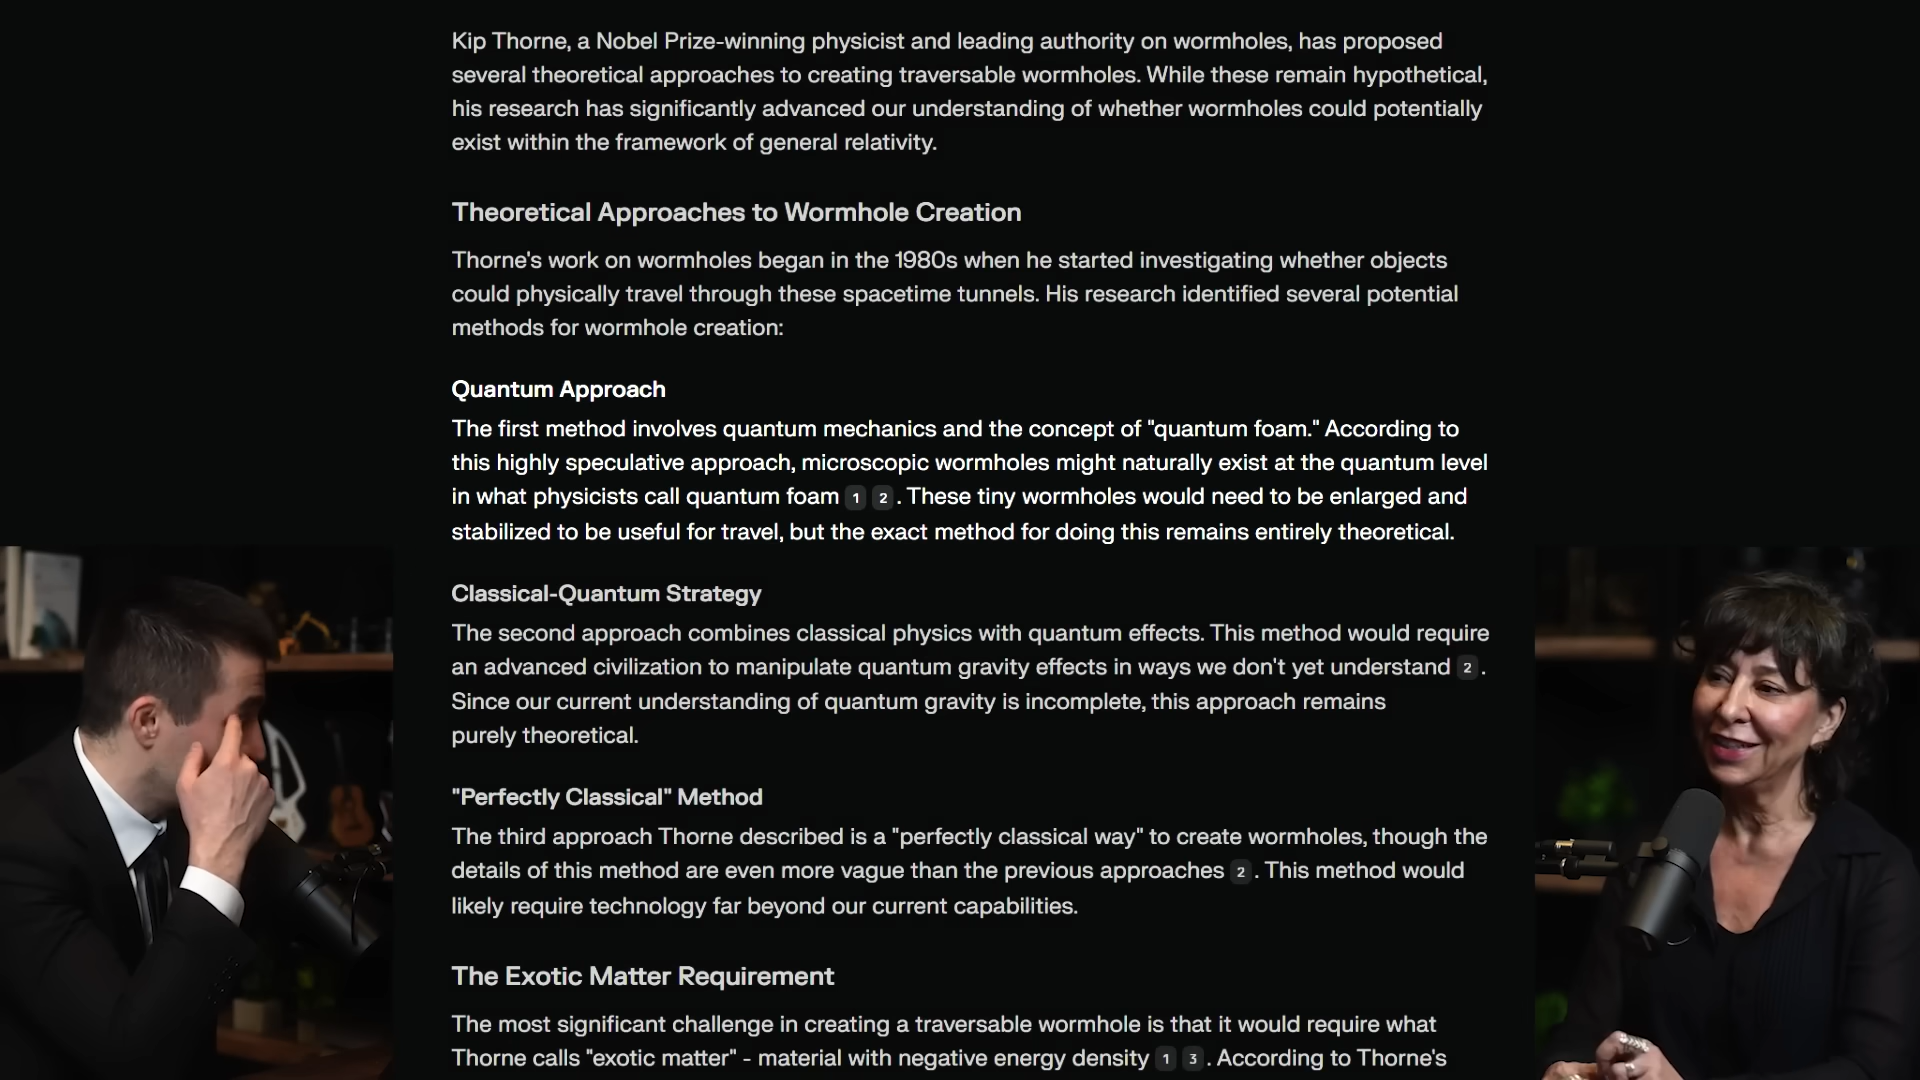 Kip Thorne, a Nobel Prize-winning physicist and leading authority on wormholes, has proposed
several theoretical approaches to creating traversable wormholes. While these remain hypothetical,
his research has significantly advanced our understanding of whether wormholes could potentially
exist within the framework of general relativity.
Theoretical Approaches to Wormhole Creation
Thorne's work on wormholes began in the 1980s when he started investigating whether objects
could physically travel through these spacetime tunnels. His research identified several potential
methods for wormhole creation:
Quantum Approach
The first method involves quantum mechanics and the concept of "quantum foam." According to
this highly speculative approach, microscopic wormholes might naturally exist at the quantum level
in what physicists call quantum foam 1 2 . These tiny wormholes would need to be enlarged and
stabilized to be useful for travel, but the exact method for doing this remains entirely theoretical.
Classical-Quantum Strategy
The second approach combines classical physics with quantum effects. This method would require
an advanced civilization to manipulate quantum gravity effects in ways we don't yet understand 2 .
Since our current understanding of quantum gravity is incomplete, this approach remains
purely theoretical.
"Perfectly Classical" Method
The third approach Thorne described is a "perfectly classical way" to create wormholes, though the
details of this method are even more vague than the previous approaches 2 . This method would
likely require technology far beyond our current capabilities.
The Exotic Matter Requirement
The most significant challenge in creating a traversable wormhole is that it would require what
Thorne calls "exotic matter" - material with negative energy density 1 3 . According to Thorne's